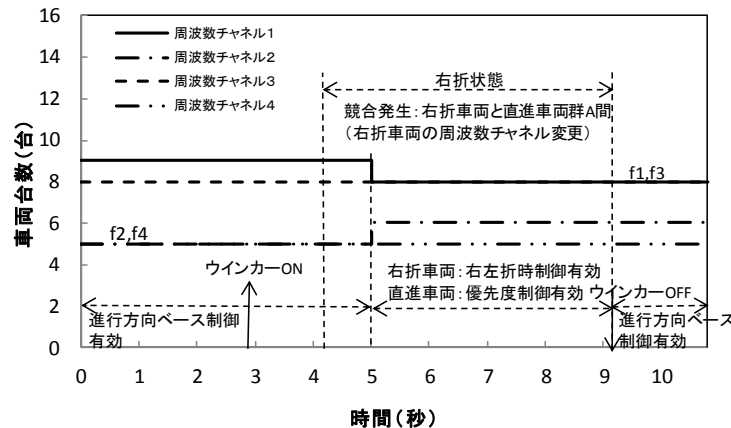 16
14
12
10
8
6
4
2
0
車両台数(台)
周波数チャネル1
周波数チャネル2
周波数チャネル3
周波数チャネル4
右折状態
競合発生：右折車両と直進車両群A間
（右折車両の周波数チャネル変更）
f1,f3
f2,f4
ウインカーON
右折車両：右左折時制御有効
直進車両：優先度制御有効
ウインカーOFF
進行方向ベース制御
有効
進行方向ベース
制御有効
0 1 2 3 4 5 6 7 8 9 10
時間(秒)